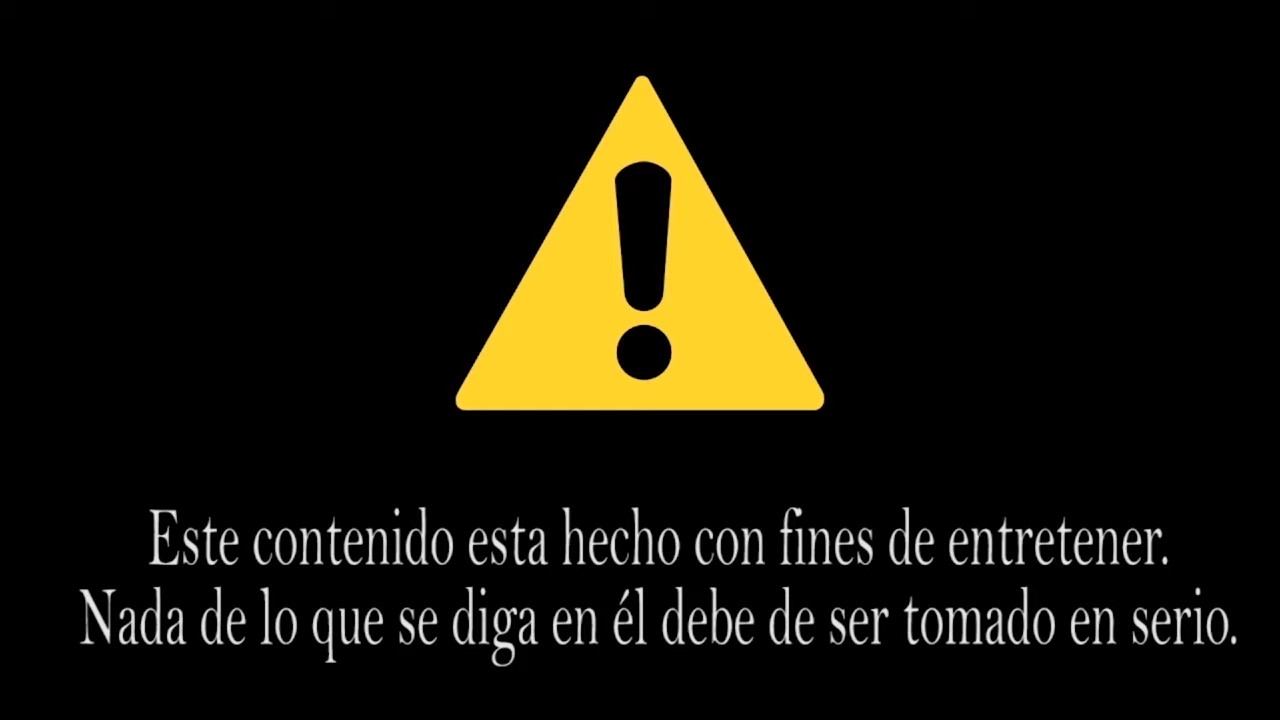 Este contenido esta hecho con fines de entretener.
Nada de lo que se diga en él debe de ser tomado en serio.